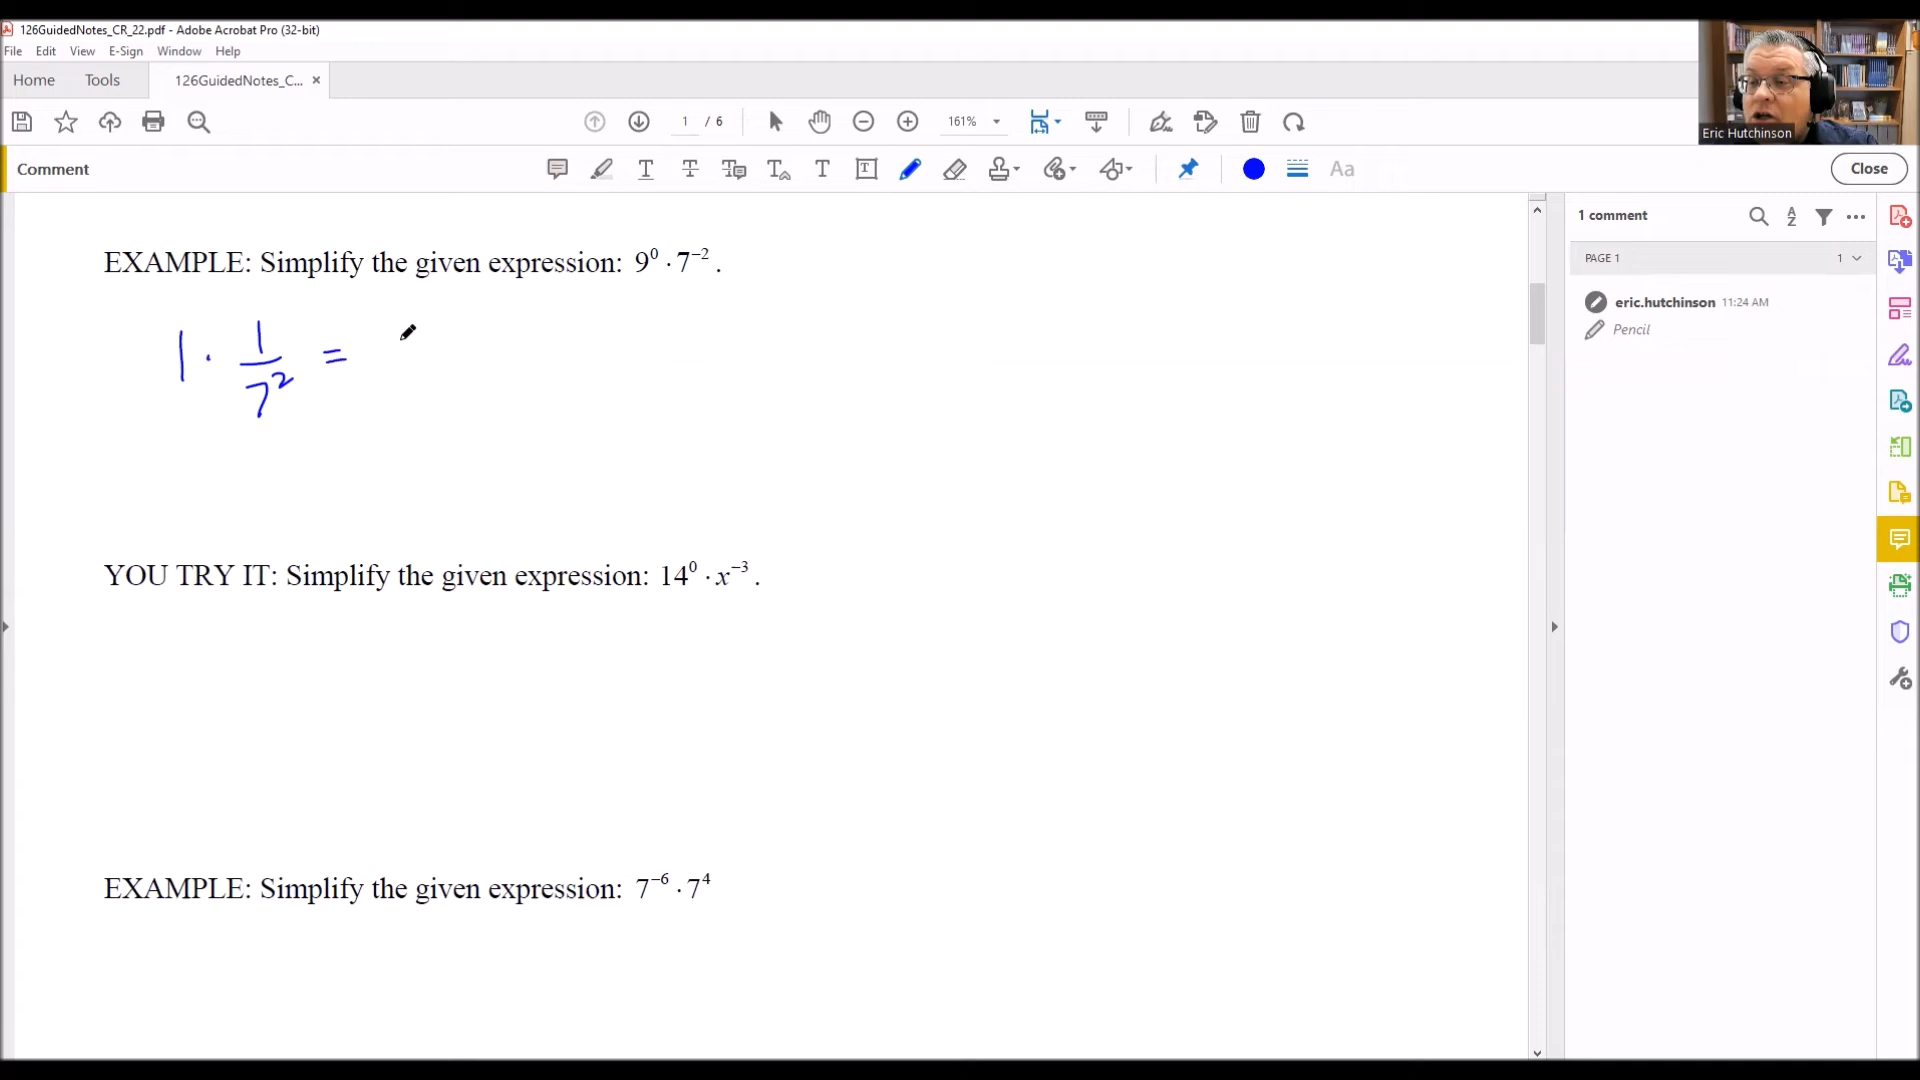 126GuidedNotes_CR_22.pdf - Adobe Acrobat Pro (32-bit)
File Edit View E-Sign Window Help
Home Tools 126GuidedNotes_C... ×
1 / 6 161%
Eric Hutchinson
Comment
Aa
Close
1 comment
PAGE 1 1
eric.hutchinson 11:24 AM
Pencil
EXAMPLE: Simplify the given expression: 9⁰ · 7⁻² .
1 · 1/7² =
YOU TRY IT: Simplify the given expression: 14⁰ · x⁻³ .
EXAMPLE: Simplify the given expression: 7⁻⁶ · 7⁴